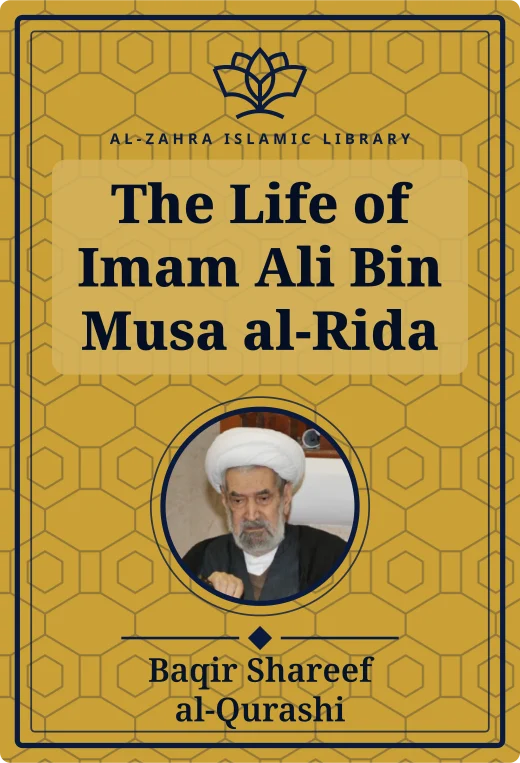 AL-ZAHRA ISLAMIC LIBRARY
The Life of
Imam Ali Bin
Musa al-Rida
Baqir Shareef
al-Qurashi